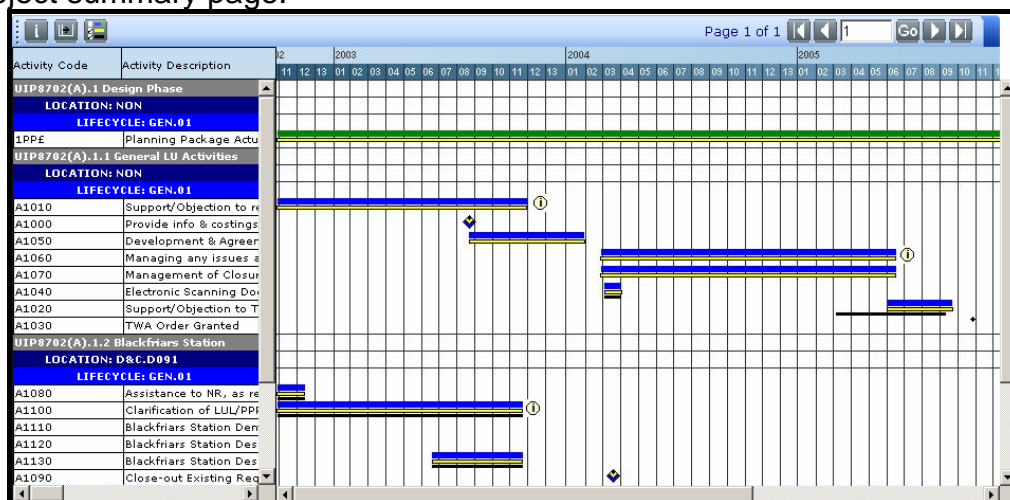 ject summary page.
Page 1 of 1 1 Go
02 2003 2004 2005
Activity Code Activity Description
11 12 13 01 02 03 04 05 06 07 08 09 10 11 12 13 01 02 03 04 05 06 07 08 09 10 11 12 13 01 02 03 04 05 06 07 08 09 10 11 1
UIP8702(A).1 Design Phase
LOCATION: NON
LIFECYCLE: GEN.01
1PP£ Planning Package Actu
UIP8702(A).1.1 General LU Activities
LOCATION: NON
LIFECYCLE: GEN.01
A1010 Support/Objection to re
A1000 Provide info & costings
A1050 Development & Agreer
A1060 Managing any issues a
A1070 Management of Closur
A1040 Electronic Scanning Do
A1020 Support/Objection to T
A1030 TWA Order Granted
UIP8702(A).1.2 Blackfriars Station
LOCATION: D&C.D091
LIFECYCLE: GEN.01
A1080 Assistance to NR, as re
A1100 Clarification of LUL/PPP
A1110 Blackfriars Station Dem
A1120 Blackfriars Station Des
A1130 Blackfriars Station Des
A1090 Close-out Existing Req